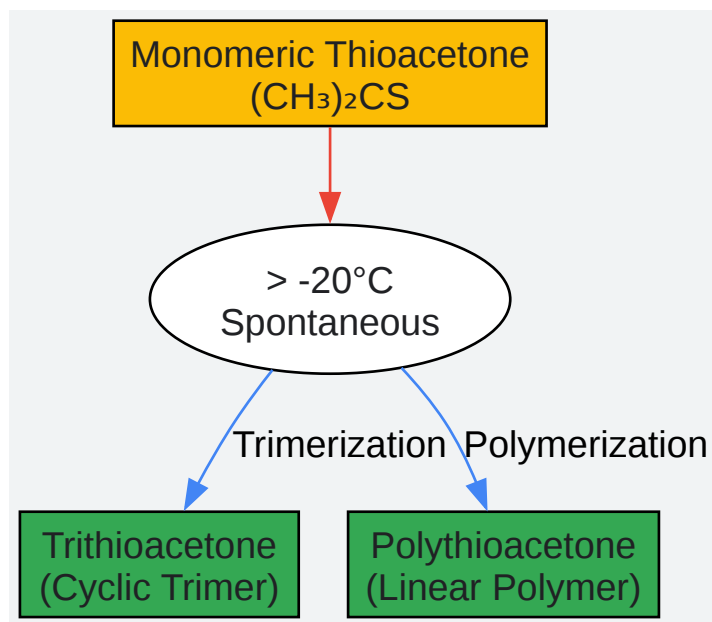 Monomeric Thioacetone
(CH₃)₂CS
> -20°C
Spontaneous
Trimerization
Polymerization
Trithioacetone
(Cyclic Trimer)
Polythioacetone
(Linear Polymer)